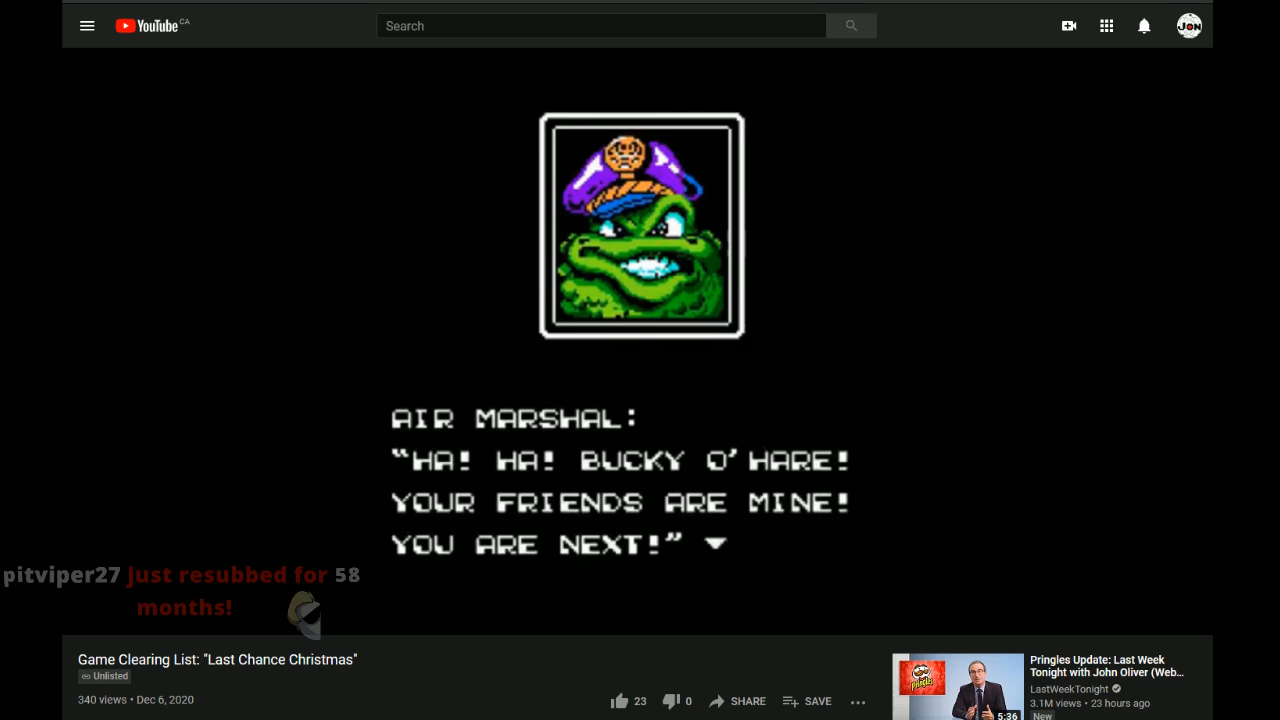 YouTube CA
Search
JON
AIR MARSHAL:
"HA! HA! BUCKY O'HARE!
YOUR FRIENDS ARE MINE!
YOU ARE NEXT!"
pitviper27 Just resubbed for 58
months!
Game Clearing List: "Last Chance Christmas"
Unlisted
340 views • Dec 6, 2020
23
0
SHARE
SAVE
Pringles
5:36
Pringles Update: Last Week
Tonight with John Oliver (Web...
LastWeekTonight
3.1M views • 23 hours ago
New